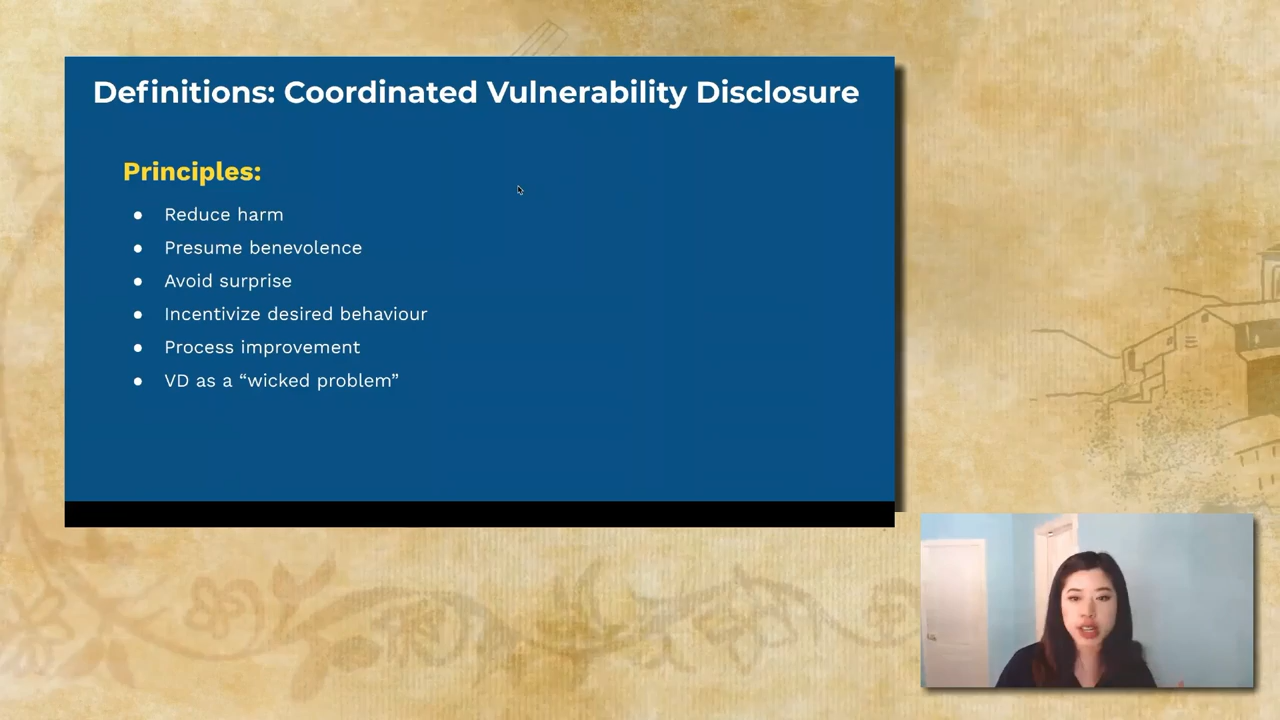 Definitions: Coordinated Vulnerability Disclosure
Principles:
● Reduce harm
● Presume benevolence
● Avoid surprise
● Incentivize desired behaviour
● Process improvement
● VD as a “wicked problem”